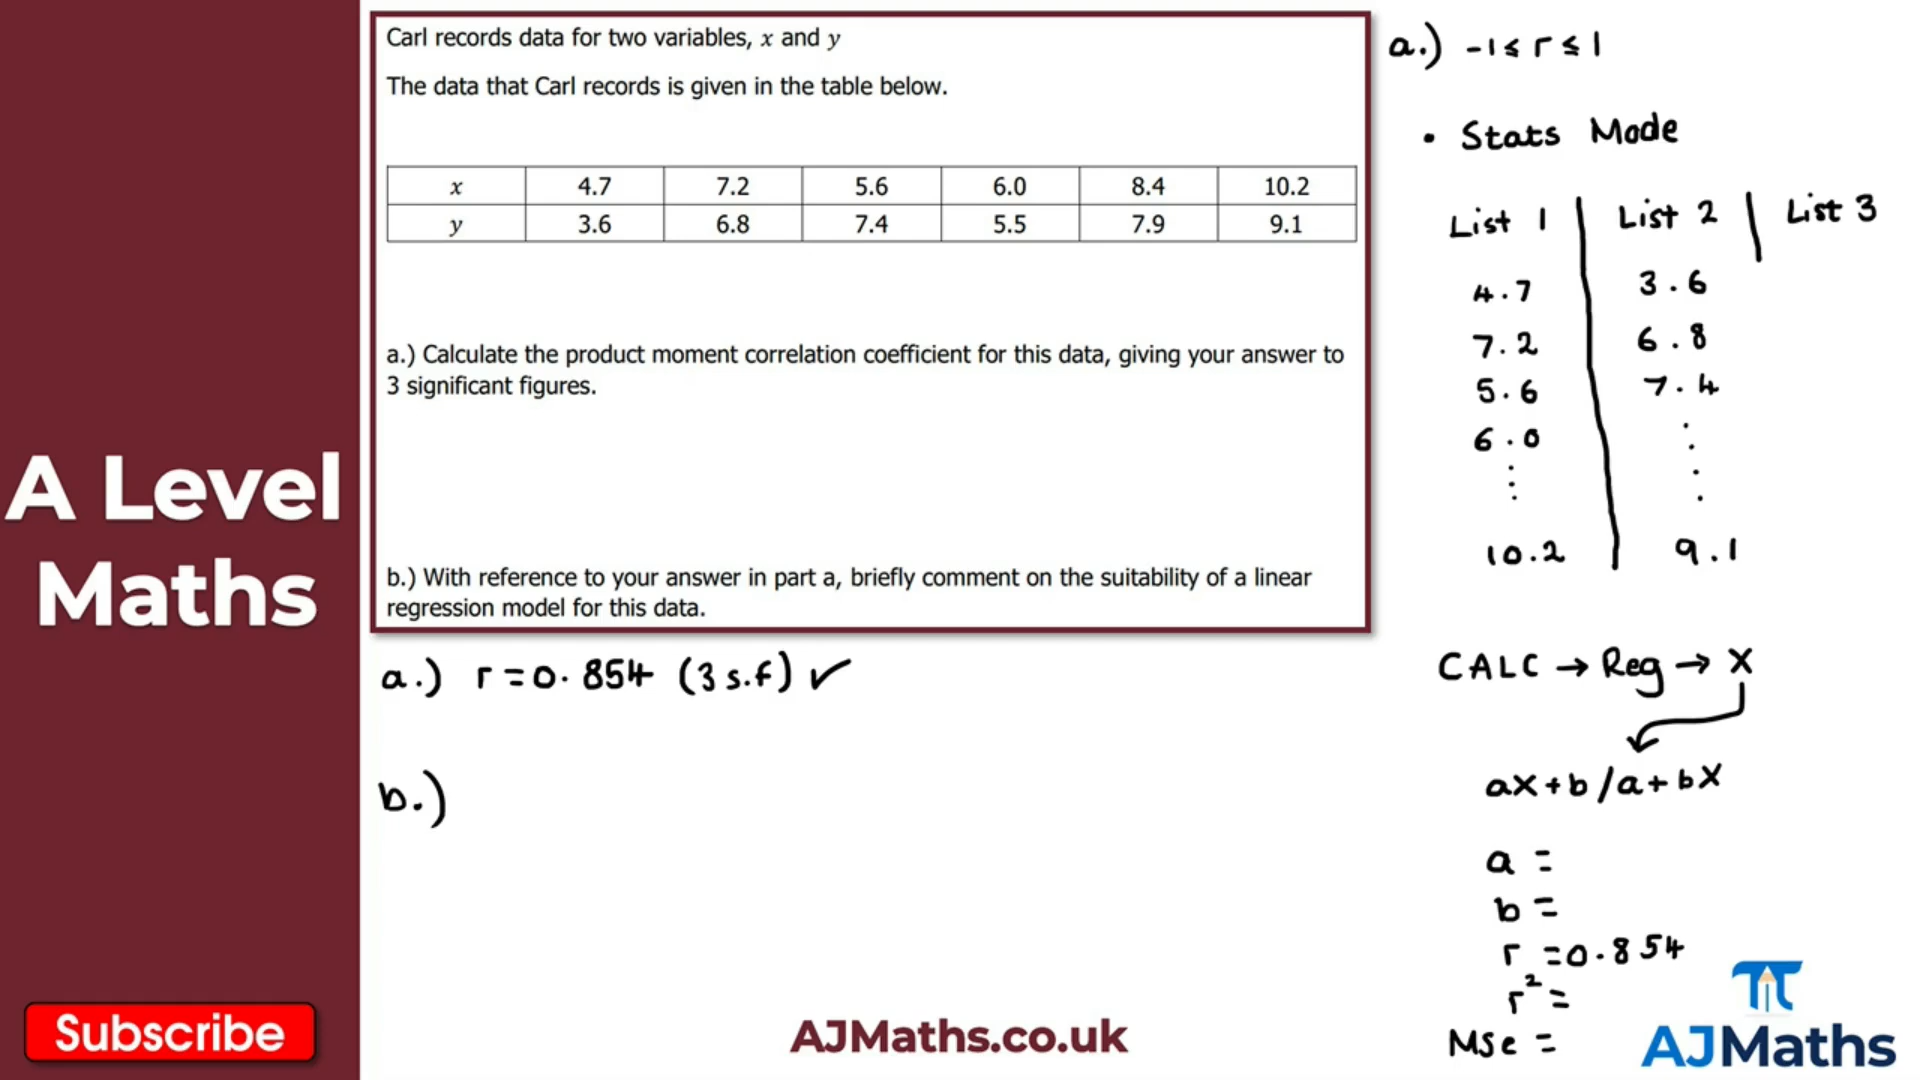 A Level
Maths
Subscribe
Carl records data for two variables, x and y
The data that Carl records is given in the table below.
x 4.7 7.2 5.6 6.0 8.4 10.2
y 3.6 6.8 7.4 5.5 7.9 9.1
a.) Calculate the product moment correlation coefficient for this data, giving your answer to
3 significant figures.
b.) With reference to your answer in part a, briefly comment on the suitability of a linear
regression model for this data.
a.) r = 0.854 (3 s.f) ✓
b.)
AJMaths.co.uk
a.) -1 ≤ r ≤ 1
• Stats Mode
List 1 List 2 List 3
4.7 3.6
7.2 6.8
5.6 7.4
6.0
10.2 9.1
CALC → Reg → X
ax+b / a+bx
a =
b =
r = 0.854
r² =
MSe =
AJMaths